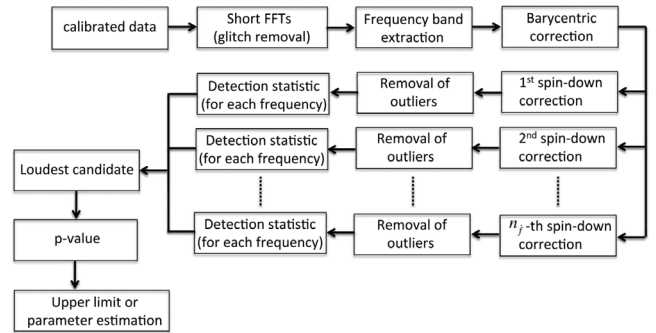 calibrated data
Short FFTs
(glitch removal)
Frequency band
extraction
Barycentric
correction
Detection statistic
(for each frequency)
Removal of
outliers
1st spin-down
correction
Detection statistic
(for each frequency)
Removal of
outliers
2nd spin-down
correction
Loudest candidate
Detection statistic
(for each frequency)
Removal of
outliers
n_ḟ-th spin-down
correction
p-value
Upper limit or
parameter estimation